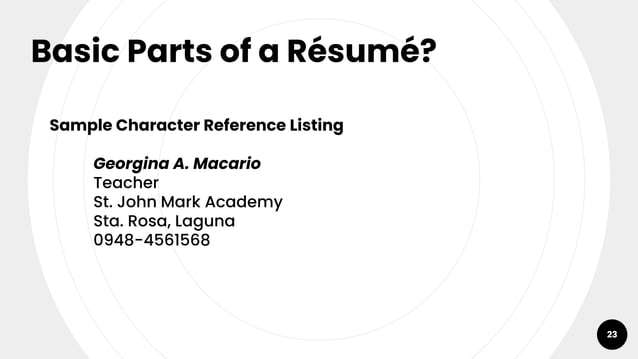 Basic Parts of a Résumé?
Sample Character Reference Listing
Georgina A. Macario
Teacher
St. John Mark Academy
Sta. Rosa, Laguna
0948-4561568
23